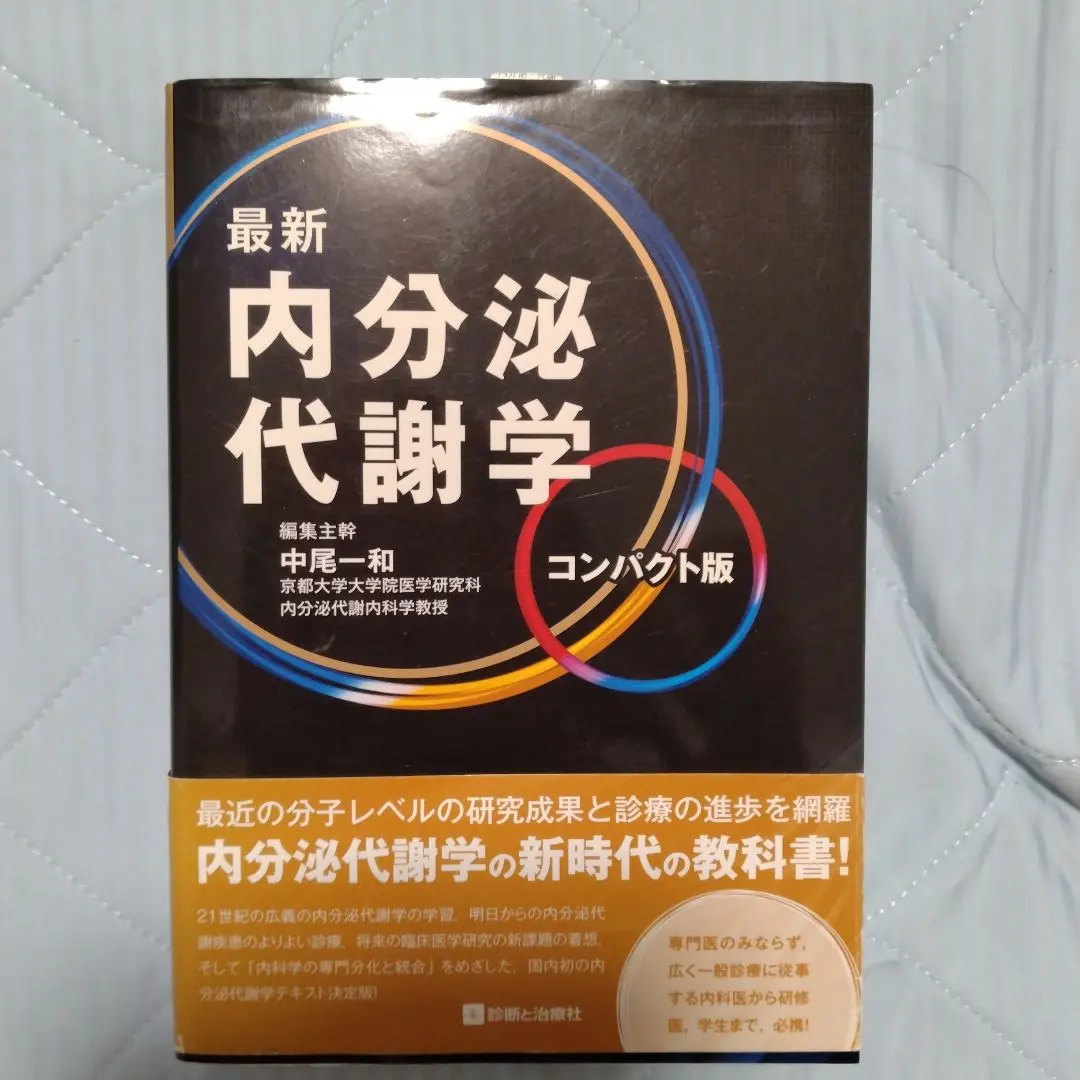 最新
内分泌
代謝学
編集主幹
中尾一和
京都大学大学院医学研究科
内分泌代謝内科学教授
コンパクト版
最近の分子レベルの研究成果と診療の進歩を網羅
内分泌代謝学の新時代の教科書!
21世紀の広義の内分泌代謝学の学習，明日からの内分泌代
謝疾患のよりよい診療，将来の臨床医学研究の新課題の着想，
そして「内科学の専門分化と統合」をめざした，国内初の内
分泌代謝学テキスト決定版!
診断と治療社
専門医のみならず，
広く一般診療に従事
する内科医から研修
医，学生まで，必携!